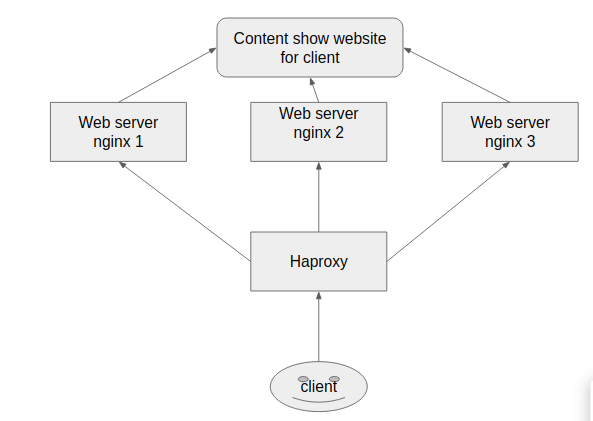 Content show website
for client
Web server
nginx 1
Web server
nginx 2
Web server
nginx 3
Haproxy
client